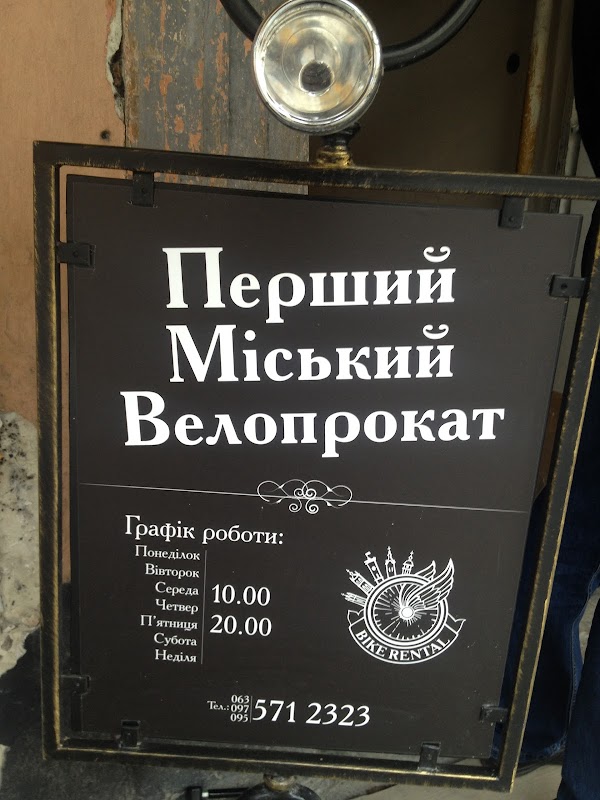 Перший
Міський
Велопрокат
Графік роботи:
Понеділок
Вівторок
Середа
Четвер
П'ятниця
Субота
Неділя
10.00
20.00
BIKE RENTAL
Тел.: 063 097 095 571 2323